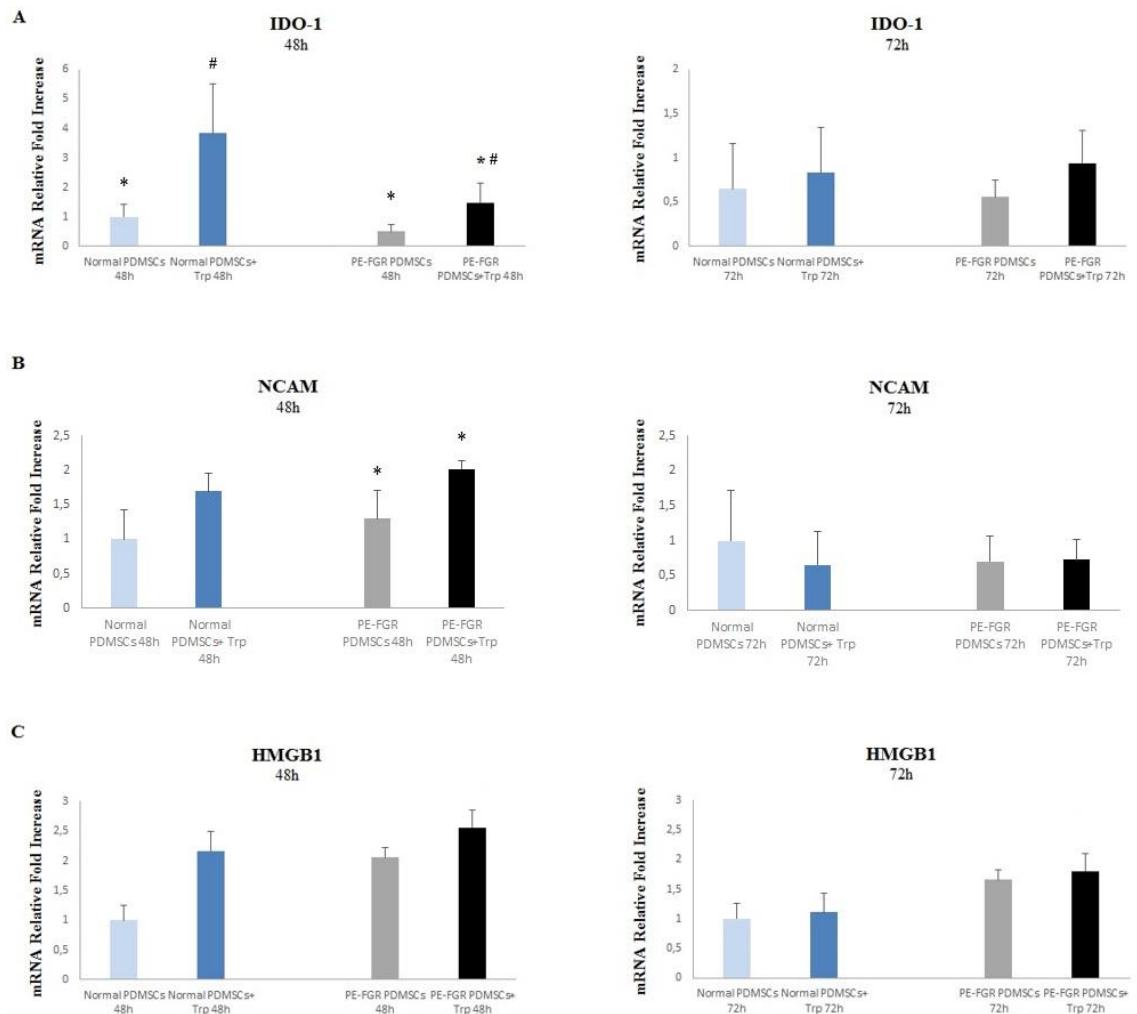 A
IDO-1
48h
mRNA Relative Fold Increase
6
5
4
3
2
1
0
*
#
*
* #
Normal PDMSCs
48h
Normal PDMSCs+
Trp 48h
PE-FGR PDMSCs
48h
PE-FGR
PDMSCs+Trp 48h
IDO-1
72h
mRNA Relative Fold Increase
2
1,5
1
0,5
0
Normal PDMSCs
72h
Normal PDMSCs+
Trp 72h
PE-FGR PDMSCs
72h
PE-FGR
PDMSCs+Trp 72h
B
NCAM
48h
mRNA Relative Fold Increase
2,5
2
1,5
1
0,5
0
*
*
Normal
PDMSCs 48h
Normal
PDMSCs+ Trp
48h
PE-FGR
PDMSCs 48h
PE-FGR
PDMSCs+Trp
48h
NCAM
72h
mRNA Relative Fold Increase
2,5
2
1,5
1
0,5
0
Normal
PDMSCs 72h
Normal
PDMSCs+ Trp
72h
PE-FGR
PDMSCs 72h
PE-FGR
PDMSCs+Trp
72h
C
HMGB1
48h
mRNA Relative Fold Increase
3
2,5
2
1,5
1
0,5
0
Normal PDMSCs
48h
Normal PDMSCs+
Trp 48h
PE-FGR PDMSCs
48h
PE-FGR PDMSCs+
Trp 48h
HMGB1
72h
mRNA Relative Fold Increase
3
2,5
2
1,5
1
0,5
0
Normal PDMSCs
72h
Normal PDMSCs+
Trp 72h
PE-FGR PDMSCs
72h
PE-FGR PDMSCs+
Trp 72h